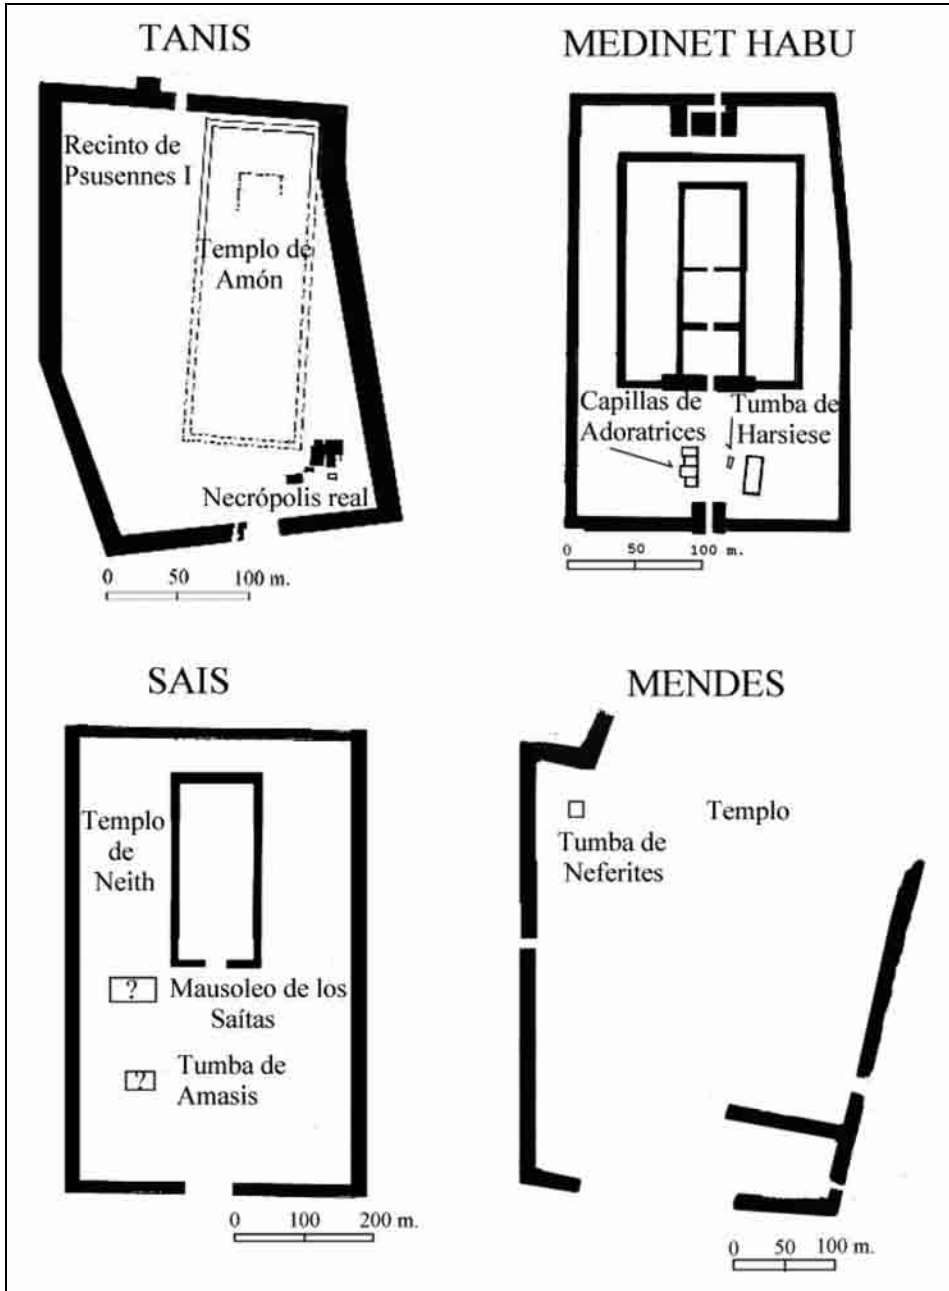 TANIS
Recinto de
Psusennes I
Templo de
Amón
Necrópolis real
0 50 100 m.
MEDINET HABU
Capillas de
Adoratrices
Tumba de
Harsiese
0 50 100 m.
SAIS
Templo
de
Neith
?
Mausoleo de los
Saítas
?
Tumba de
Amasis
0 100 200 m.
MENDES
Templo
Tumba de
Neferites
0 50 100 m.